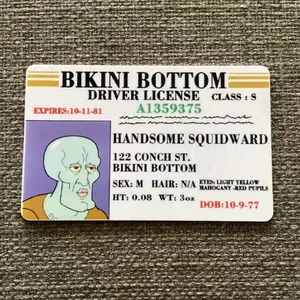 BIKINI BOTTOM
DRIVER LICENSE CLASS : S
A1359375
EXPIRES:10-11-81
HANDSOME SQUIDWARD
122 CONCH ST.
BIKINI BOTTOM
SEX: M HAIR: N/A EYES: LIGHT YELLOW
MAHOGANY -RED PUPILS
HT: 0.08 WT: 3oz
DOB:10-9-77